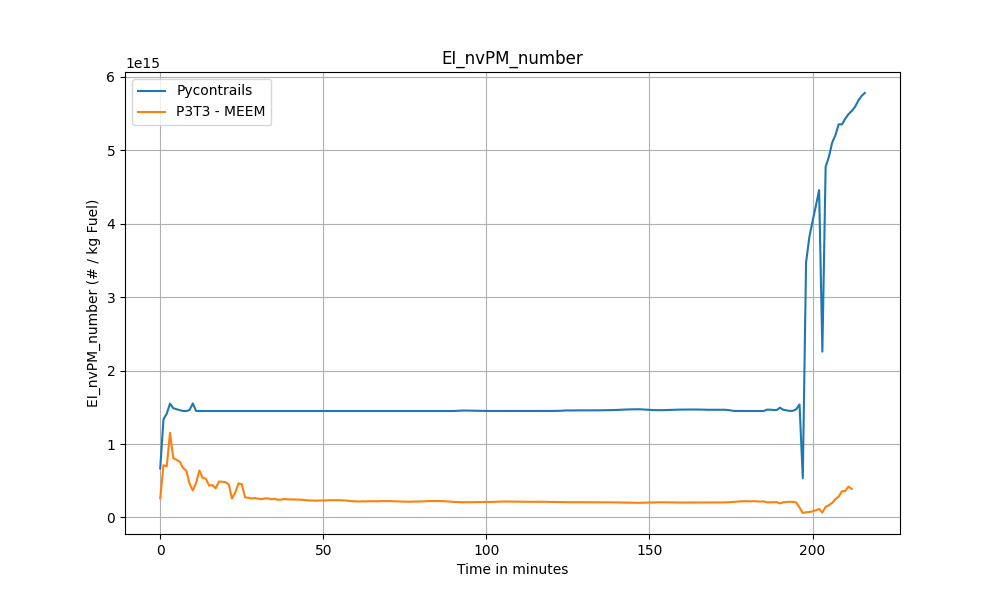 EI_nvPM_number
1e15
Pycontrails
P3T3 - MEEM
6
5
4
3
2
1
0
EI_nvPM_number (# / kg Fuel)
0 50 100 150 200
Time in minutes